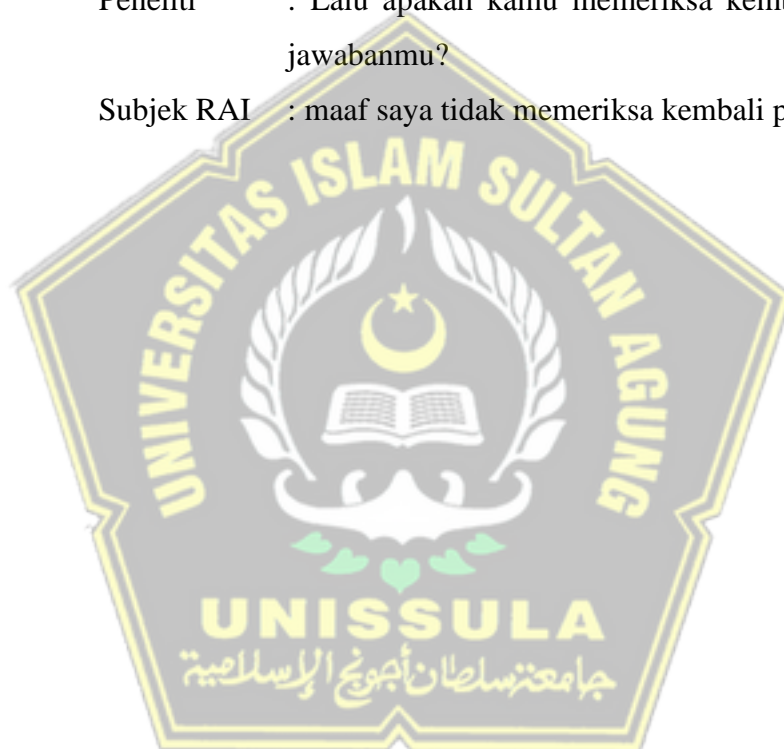 : Lalu apakah kamu memeriksa
jawabanmu?
Subjek RAI : maaf saya tidak memeriksa kembali
UNIVERSITAS ISLAM SULTAN AGUNG
UNISSULA
جامعة سلطان أجونج الإسلامية